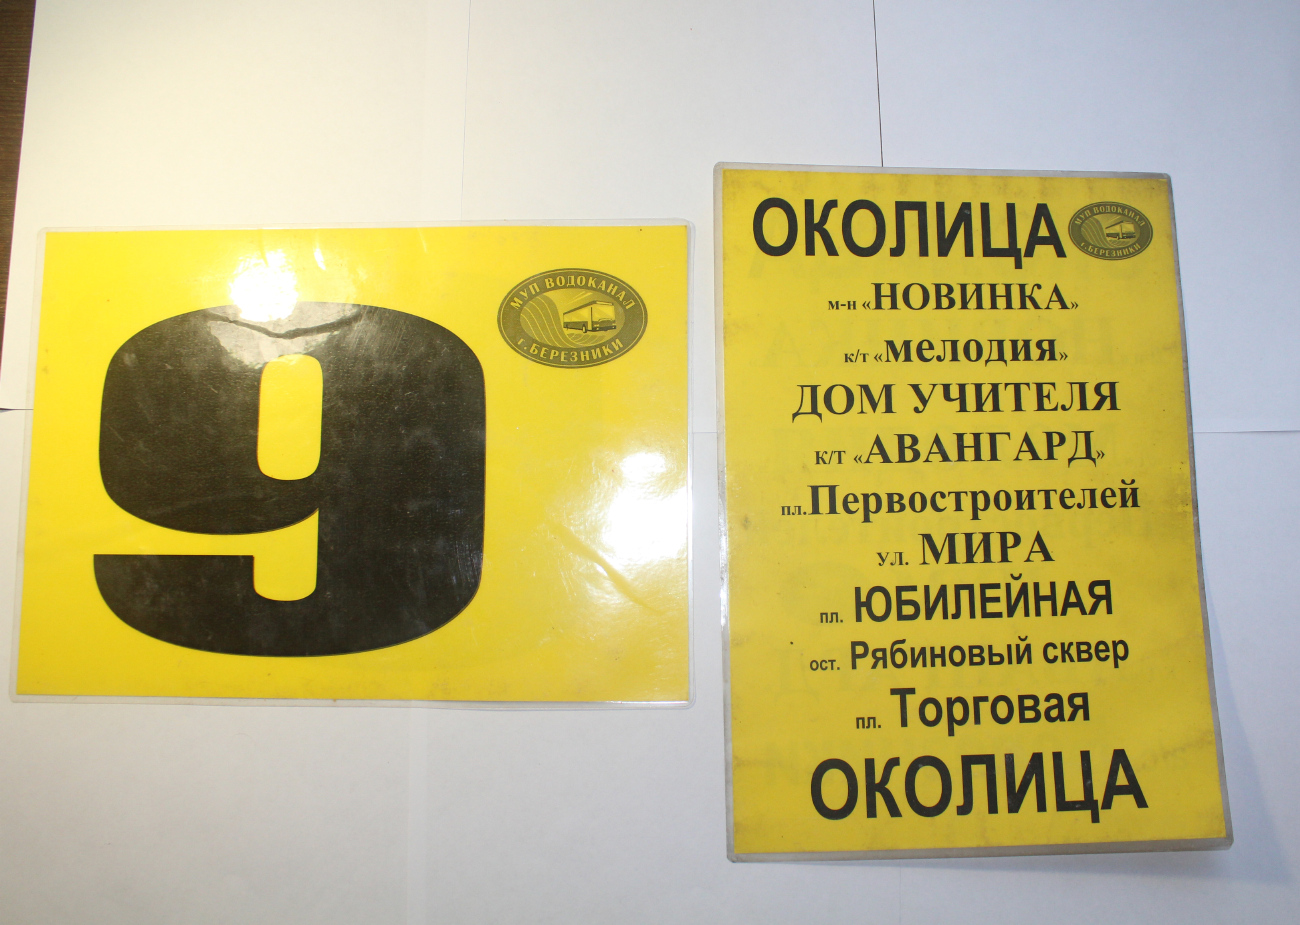 9
МУП ВОДОКАНАЛ
г. БЕРЕЗНИКИ
ОКОЛИЦА
МУП ВОДОКАНАЛ
г. БЕРЕЗНИКИ
м-н «НОВИНКА»
к/т «мелодия»
ДОМ УЧИТЕЛЯ
К/Т «АВАНГАРД»
пл.Первостроителей
ул. МИРА
пл. ЮБИЛЕЙНАЯ
ост. Рябиновый сквер
пл. Торговая
ОКОЛИЦА